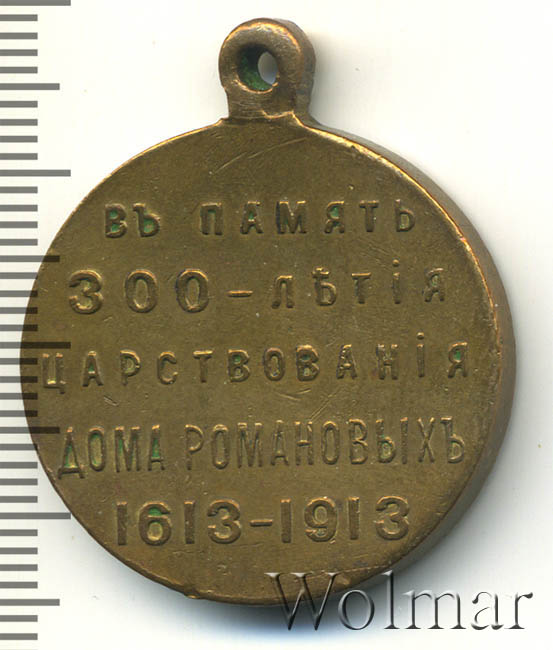 ВЪ ПАМЯТЬ
300-ЛѢТІЯ
ЦАРСТВОВАНІЯ
ДОМА РОМАНОВЫХЪ
1613-1913
Wolmar